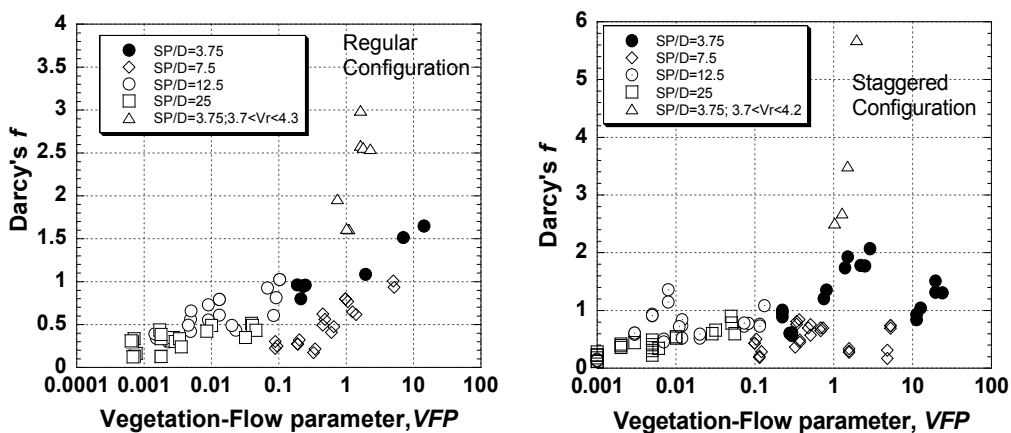 4
3.5
3
2.5
2
1.5
1
0.5
0
Darcy's f
SP/D=3.75
SP/D=7.5
SP/D=12.5
SP/D=25
SP/D=3.75;3.7<Vr<4.3
Regular
Configuration
0.0001 0.001 0.01 0.1 1 10 100
Vegetation-Flow parameter,VFP
6
5
4
3
2
1
0
Darcy's f
SP/D=3.75
SP/D=7.5
SP/D=12.5
SP/D=25
SP/D=3.75; 3.7<Vr<4.2
Staggered
Configuration
0.001 0.01 0.1 1 10 100
Vegetation-Flow parameter, VFP